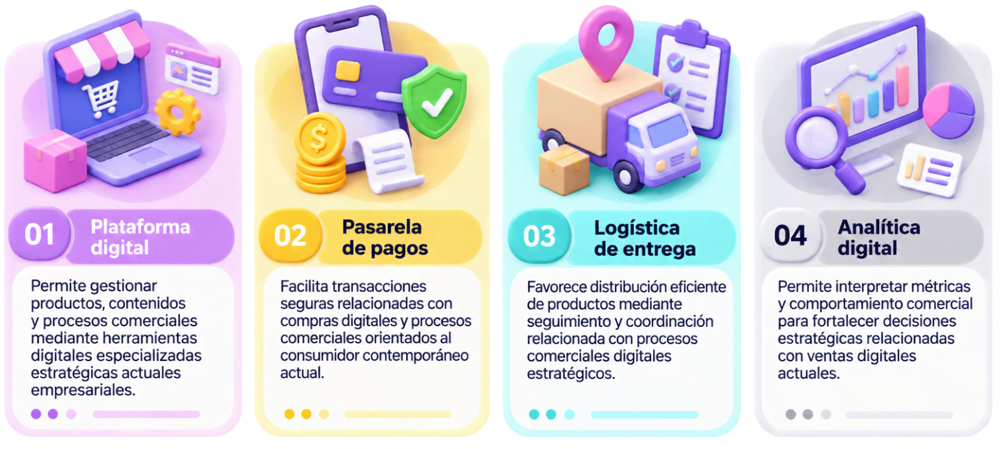 01
Plataforma
digital
Permite gestionar
productos, contenidos
y procesos comerciales
mediante herramientas
digitales especializadas
estratégicas actuales
empresariales.
$
02
Pasarela
de pagos
Facilita transacciones
seguras relacionadas con
compras digitales y procesos
comerciales orientados al
consumidor contemporáneo
actual.
03
Logística
de entrega
Favorece distribución eficiente
de productos mediante
seguimiento y coordinación
relacionada con procesos
comerciales digitales
estratégicos.
04
Analítica
digital
Permite interpretar métricas
y comportamiento comercial
para fortalecer decisiones
estratégicas relacionadas
con ventas digitales
actuales.